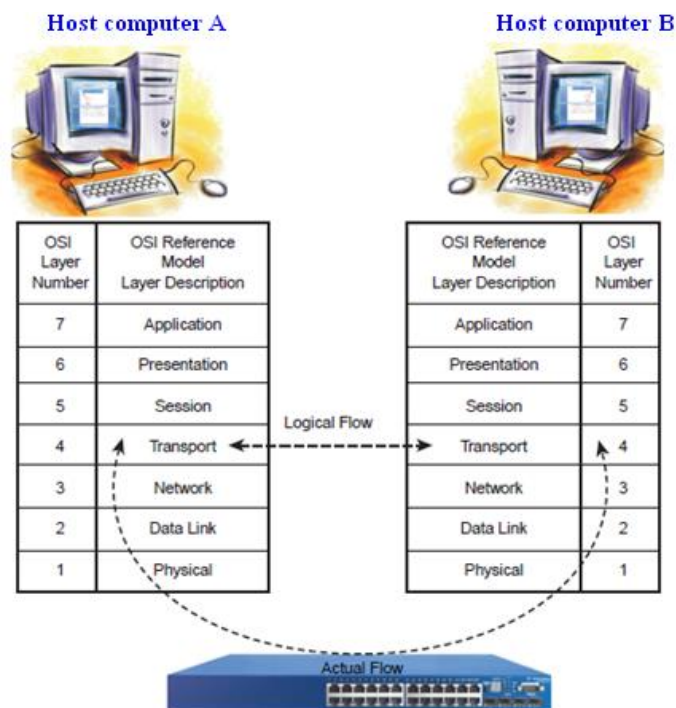 Host computer A
Host computer B
OSI Layer Number
OSI Reference Model Layer Description
7 Application
6 Presentation
5 Session
4 Transport
3 Network
2 Data Link
1 Physical
Logical Flow
OSI Reference Model Layer Description
OSI Layer Number
Application 7
Presentation 6
Session 5
Transport 4
Network 3
Data Link 2
Physical 1
Actual Flow